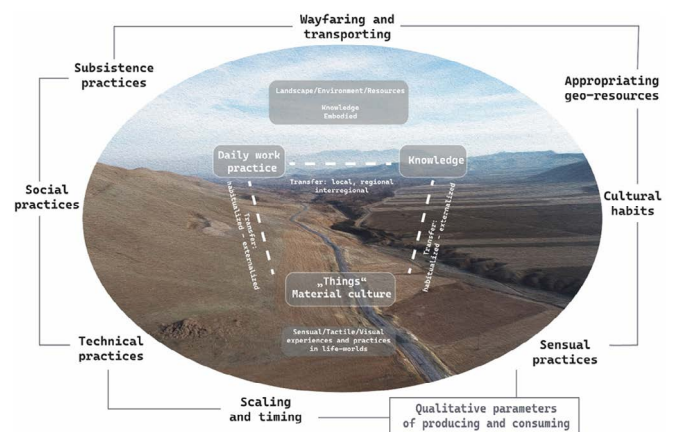 Wayfaring and
transporting
Subsistence
practices
Appropriating
geo-resources
Landscape/Environment/Resources
Knowledge
Embodied
Daily work
practice
Knowledge
Transfer: local, regional
interregional
Transfer:
habitualized - externalized
Transfer:
habitualized - externalized
Social
practices
Cultural
habits
„Things“
Material culture
Sensual/Tactile/Visual
experiences and practices
in life-worlds
Technical
practices
Sensual
practices
Scaling
and timing
Qualitative parameters
of producing and consuming